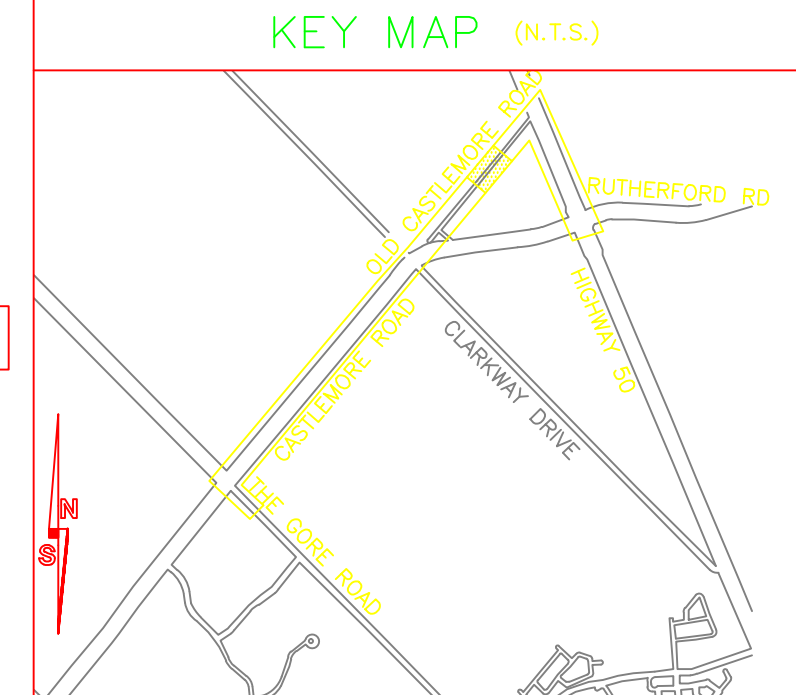 KEY MAP (N.T.S.)
OLD CASTLEMORE ROAD
RUTHERFORD RD
HIGHWAY 50
CASTLEMORE ROAD
CLARKWAY DRIVE
THE GORE ROAD
N
S